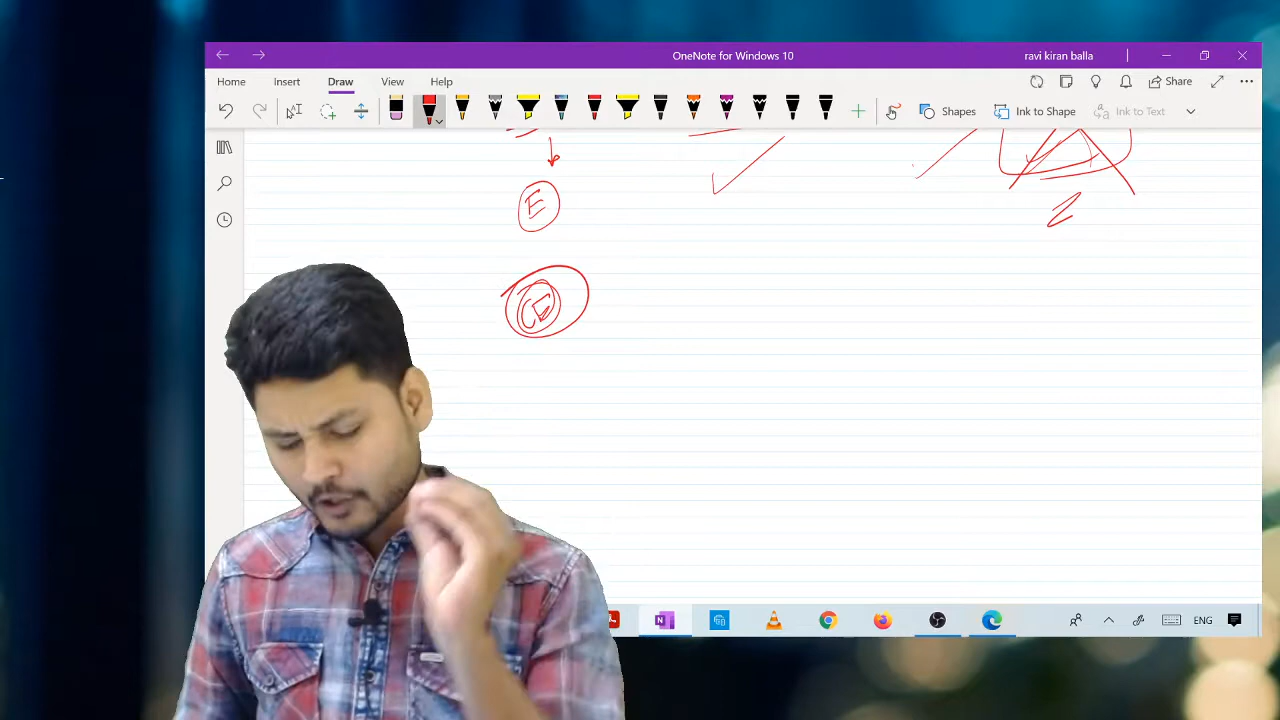 OneNote for Windows 10
ravi kiran balla
Home Insert Draw View Help
Share
Shapes Ink to Shape Ink to Text
E
2
ENG